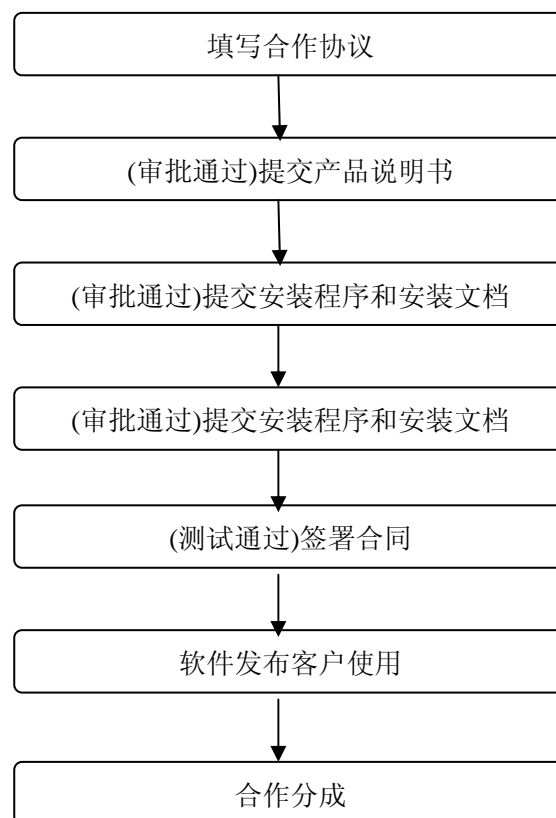 填写合作协议
(审批通过)提交产品说明书
(审批通过)提交安装程序和安装文档
(审批通过)提交安装程序和安装文档
(测试通过)签署合同
软件发布客户使用
合作分成